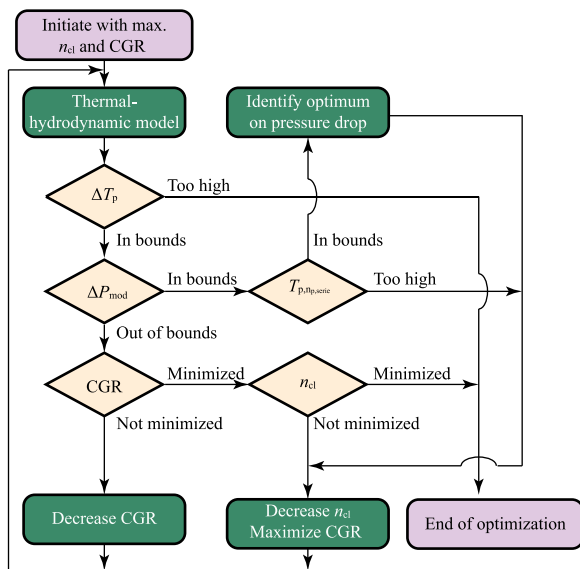 Initiate with max.
n_cl and CGR
Thermal-
hydrodynamic model
Identify optimum
on pressure drop
ΔT_p
Too high
In bounds
In bounds
ΔP_mod
In bounds
T_p,n_p,serie
Too high
Out of bounds
CGR
Minimized
n_cl
Minimized
Not minimized
Not minimized
Decrease CGR
Decrease n_cl
Maximize CGR
End of optimization